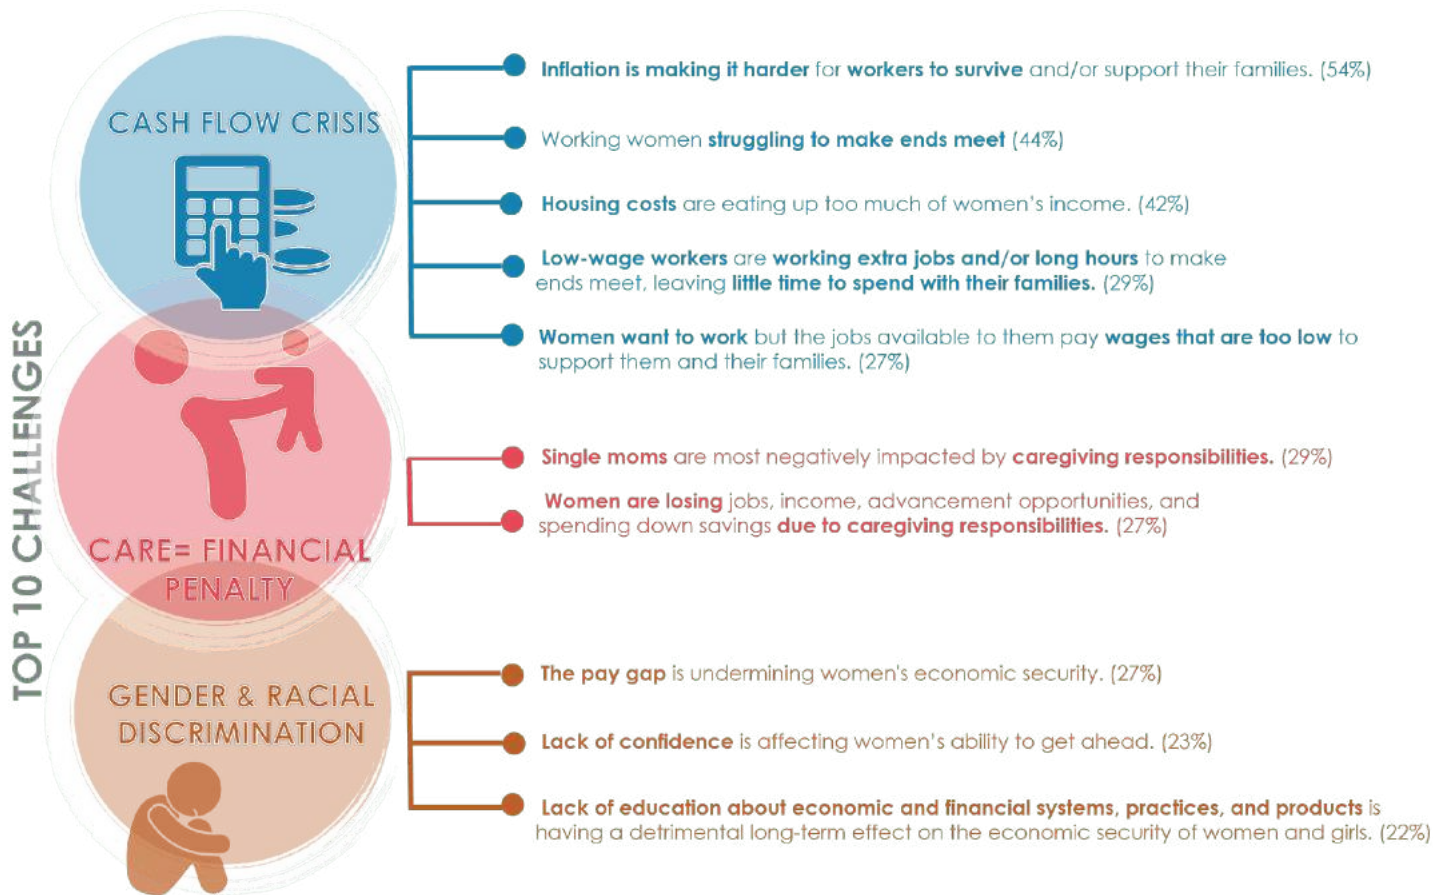 TOP 10 CHALLENGES
CASH FLOW CRISIS
Inflation is making it harder for workers to survive and/or support their families. (54%)
Working women struggling to make ends meet (44%)
Housing costs are eating up too much of women's income. (42%)
Low-wage workers are working extra jobs and/or long hours to make
ends meet, leaving little time to spend with their families. (29%)
Women want to work but the jobs available to them pay wages that are too low to
support them and their families. (27%)
CARE= FINANCIAL
PENALTY
Single moms are most negatively impacted by caregiving responsibilities. (29%)
Women are losing jobs, income, advancement opportunities, and
spending down savings due to caregiving responsibilities. (27%)
GENDER & RACIAL
DISCRIMINATION
The pay gap is undermining women's economic security. (27%)
Lack of confidence is affecting women's ability to get ahead. (23%)
Lack of education about economic and financial systems, practices, and products is
having a detrimental long-term effect on the economic security of women and girls. (22%)